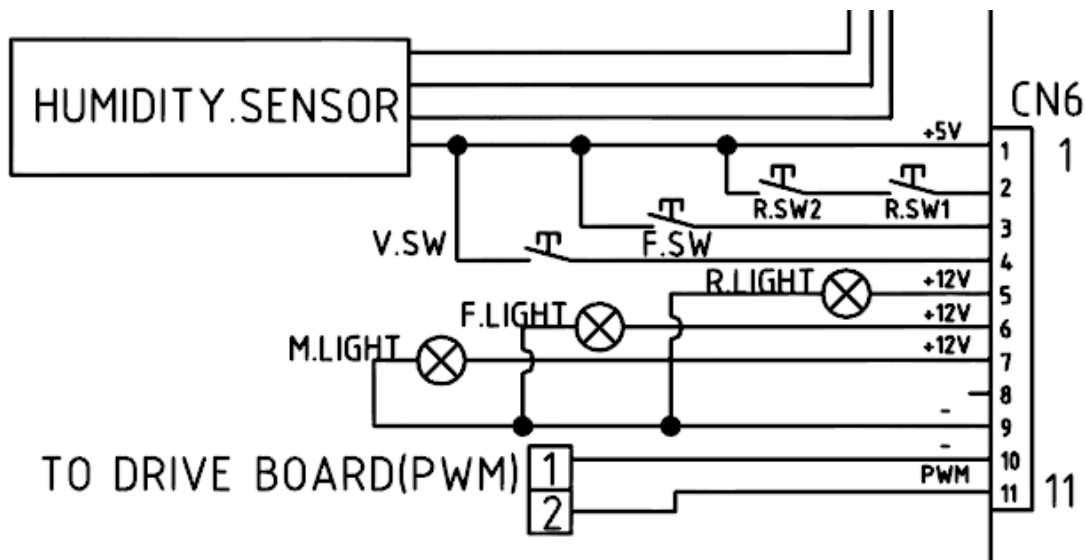 CN6
HUMIDITY.SENSOR
+5V
1
1
R.SW2
R.SW1
2
V.SW
F.SW
3
4
R.LIGHT
+12V
5
F.LIGHT
+12V
6
M.LIGHT
+12V
7
8
-
9
TO DRIVE BOARD(PWM)
1
-
10
2
PWM
11
11